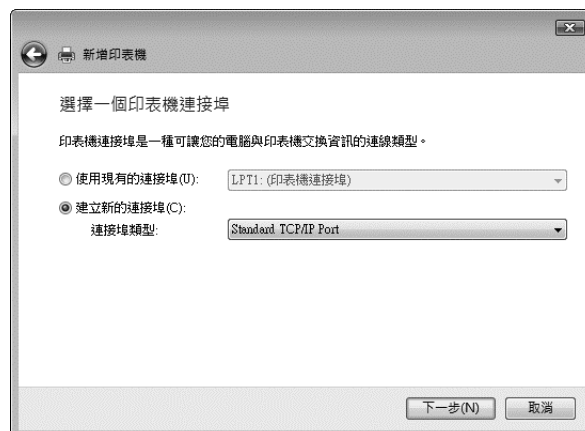 新增印表機
選擇一個印表機連接埠
印表機連接埠是一種可讓您的電腦與印表機交換資訊的連線類型。
使用現有的連接埠(U): LPT1: (印表機連接埠)
建立新的連接埠(C):
連接埠類型: Standard TCP/IP Port
下一步(N) 取消